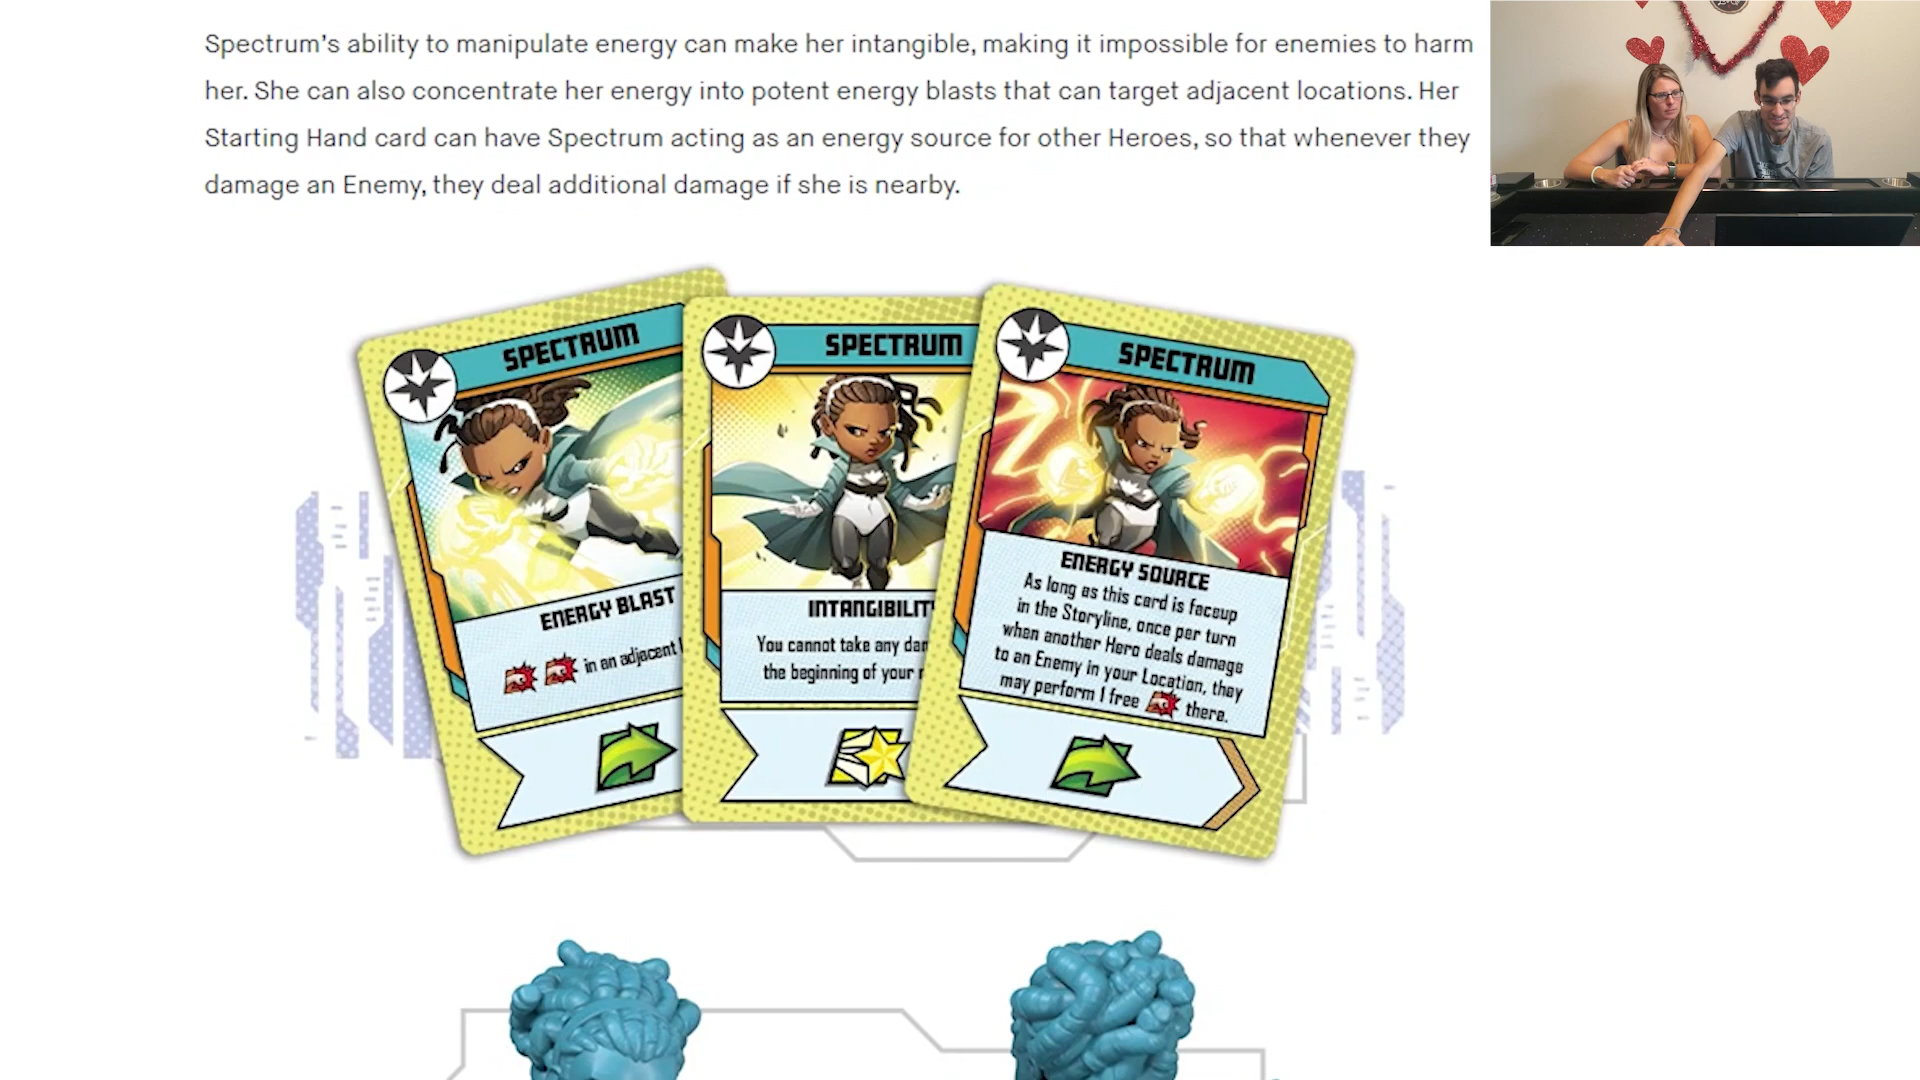 Spectrum's ability to manipulate energy can make her intangible, making it impossible for enemies to harm
her. She can also concentrate her energy into potent energy blasts that can target adjacent locations. Her
Starting Hand card can have Spectrum acting as an energy source for other Heroes, so that whenever they
damage an Enemy, they deal additional damage if she is nearby.
SPECTRUM
ENERGY BLAST
in an adjacent
SPECTRUM
INTANGIBILIT
You cannot take any
the beginning of your
SPECTRUM
ENERGY SOURCE
As long as this card is faceup
in the Storyline, once per turn
when another Hero deals damage
to an Enemy in your Location, they
may perform 1 free there.